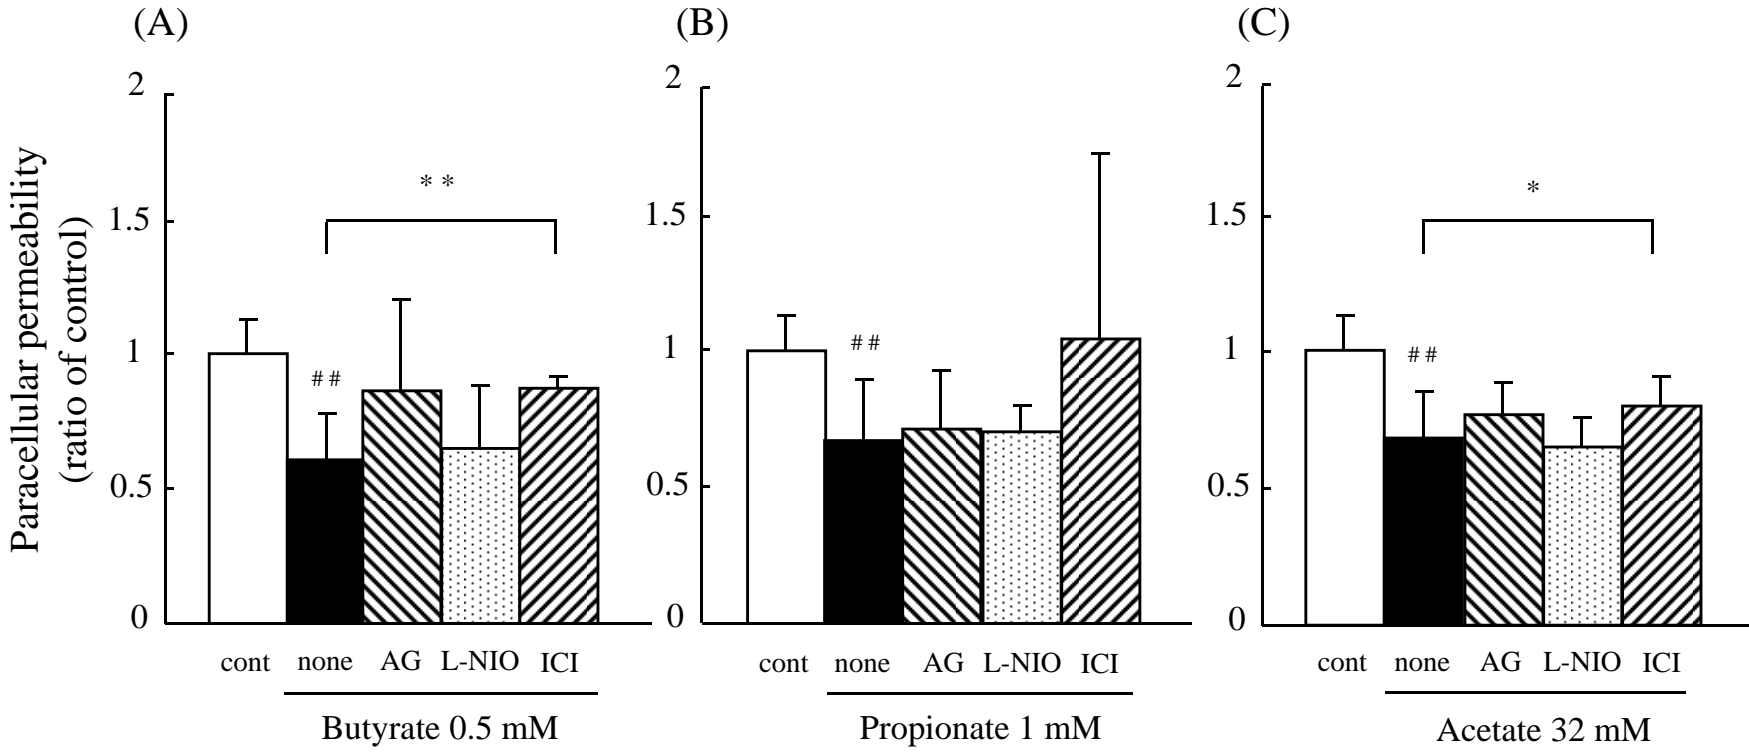 (A)
(B)
(C)
Paracellular permeability
(ratio of control)
2
1.5
1
0.5
0
* *
# #
cont none AG L-NIO ICI
Butyrate 0.5 mM
2
1.5
1
0.5
0
# #
cont none AG L-NIO ICI
Propionate 1 mM
2
1.5
1
0.5
0
*
# #
cont none AG L-NIO ICI
Acetate 32 mM